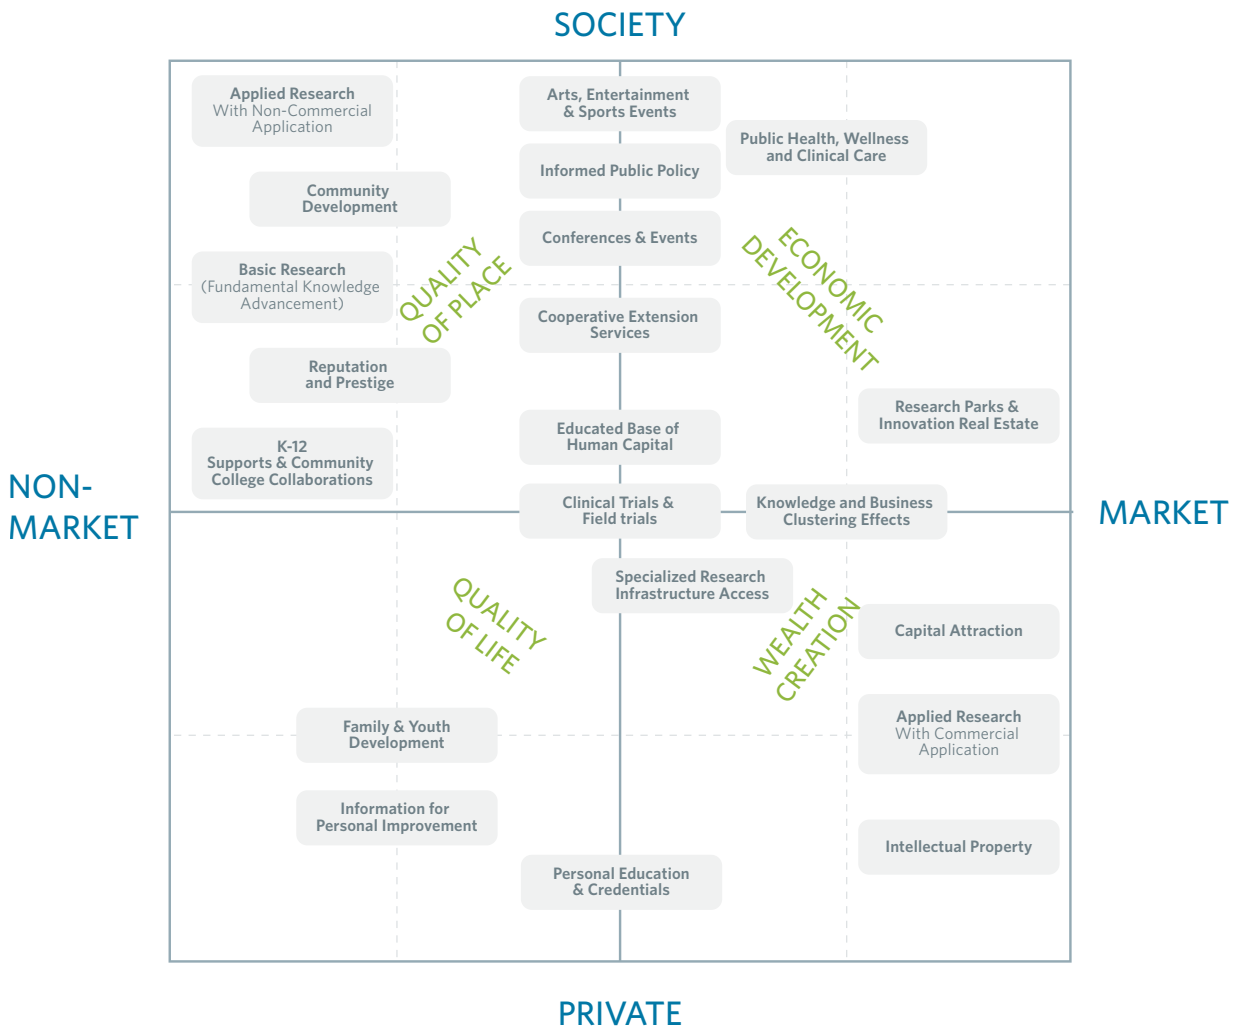 SOCIETY
Applied Research
With Non-Commercial
Application
Arts, Entertainment
& Sports Events
Public Health, Wellness
and Clinical Care
Informed Public Policy
Community
Development
Conferences & Events
QUALITY
OF PLACE
ECONOMIC
DEVELOPMENT
Basic Research
(Fundamental Knowledge
Advancement)
Cooperative Extension
Services
Reputation
and Prestige
Research Parks &
Innovation Real Estate
Educated Base of
Human Capital
K-12
Supports & Community
College Collaborations
NON-
MARKET
Clinical Trials &
Field trials
Knowledge and Business
Clustering Effects
MARKET
Specialized Research
Infrastructure Access
QUALITY
OF LIFE
WEALTH
CREATION
Capital Attraction
Family & Youth
Development
Applied Research
With Commercial
Application
Information for
Personal Improvement
Intellectual Property
Personal Education
& Credentials
PRIVATE